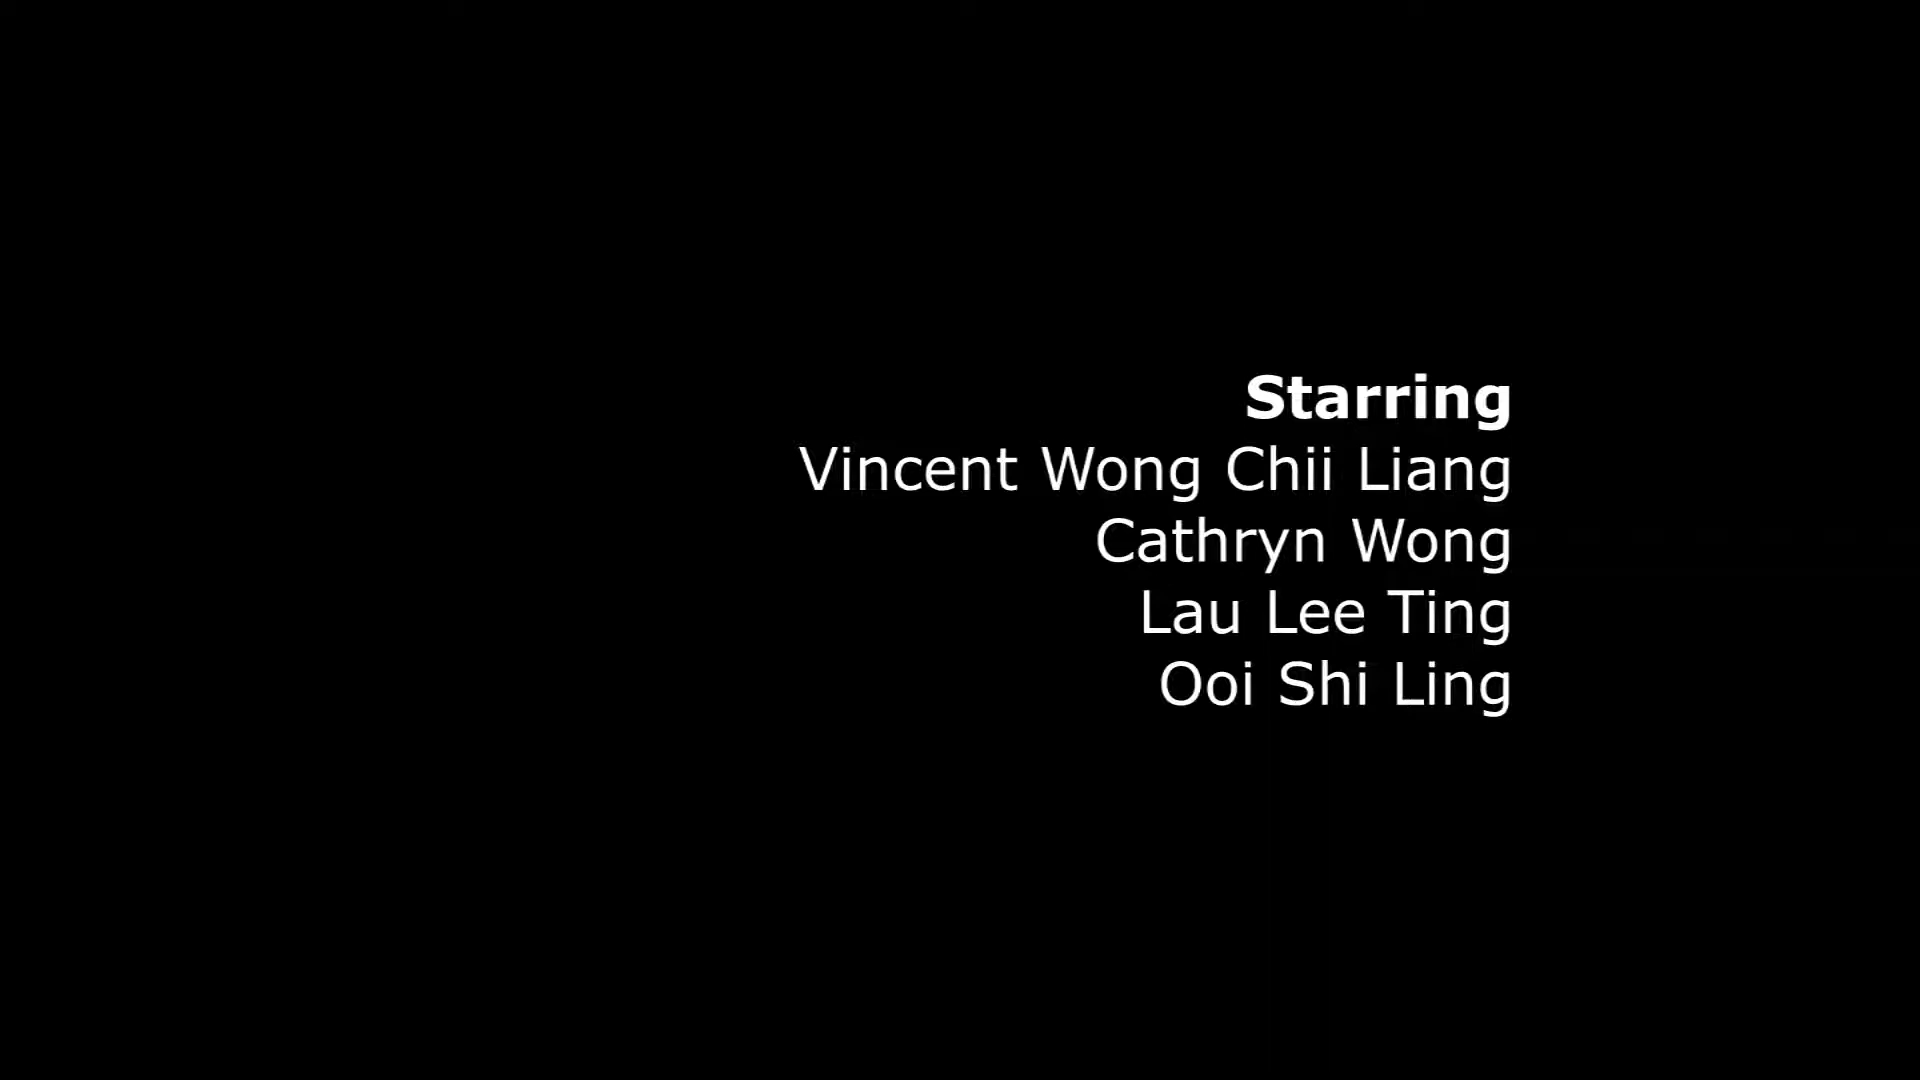 Starring
Vincent Wong Chii Liang
Cathryn Wong
Lau Lee Ting
Ooi Shi Ling